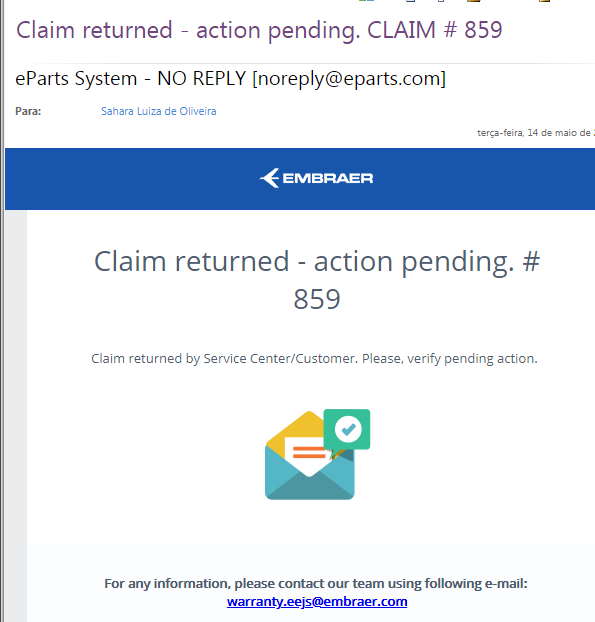 Claim returned - action pending. CLAIM # 859
eParts System - NO REPLY [noreply@eparts.com]
Para: Sahara Luiza de Oliveira
terça-feira, 14 de maio de
EMBRAER
Claim returned - action pending. #
859
Claim returned by Service Center/Customer. Please, verify pending action.
For any information, please contact our team using following e-mail:
warranty.eejs@embraer.com